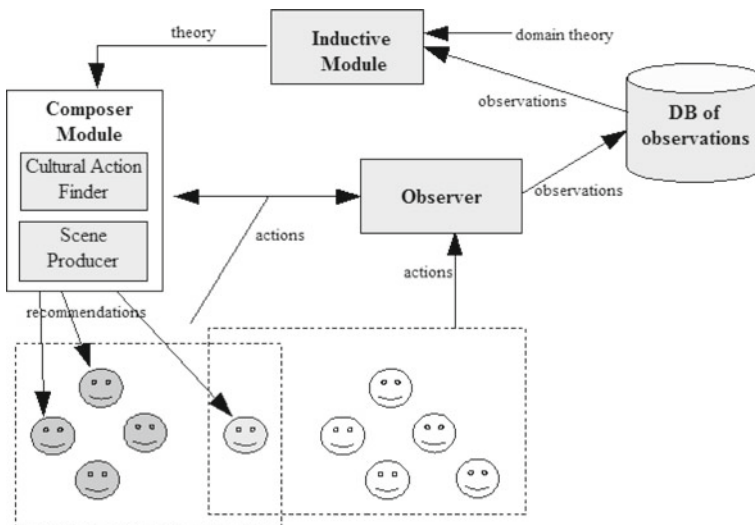 theory
Inductive
Module
domain theory
Composer
Module
Cultural Action
Finder
Scene
Producer
observations
DB of
observations
Observer
observations
actions
actions
recommendations